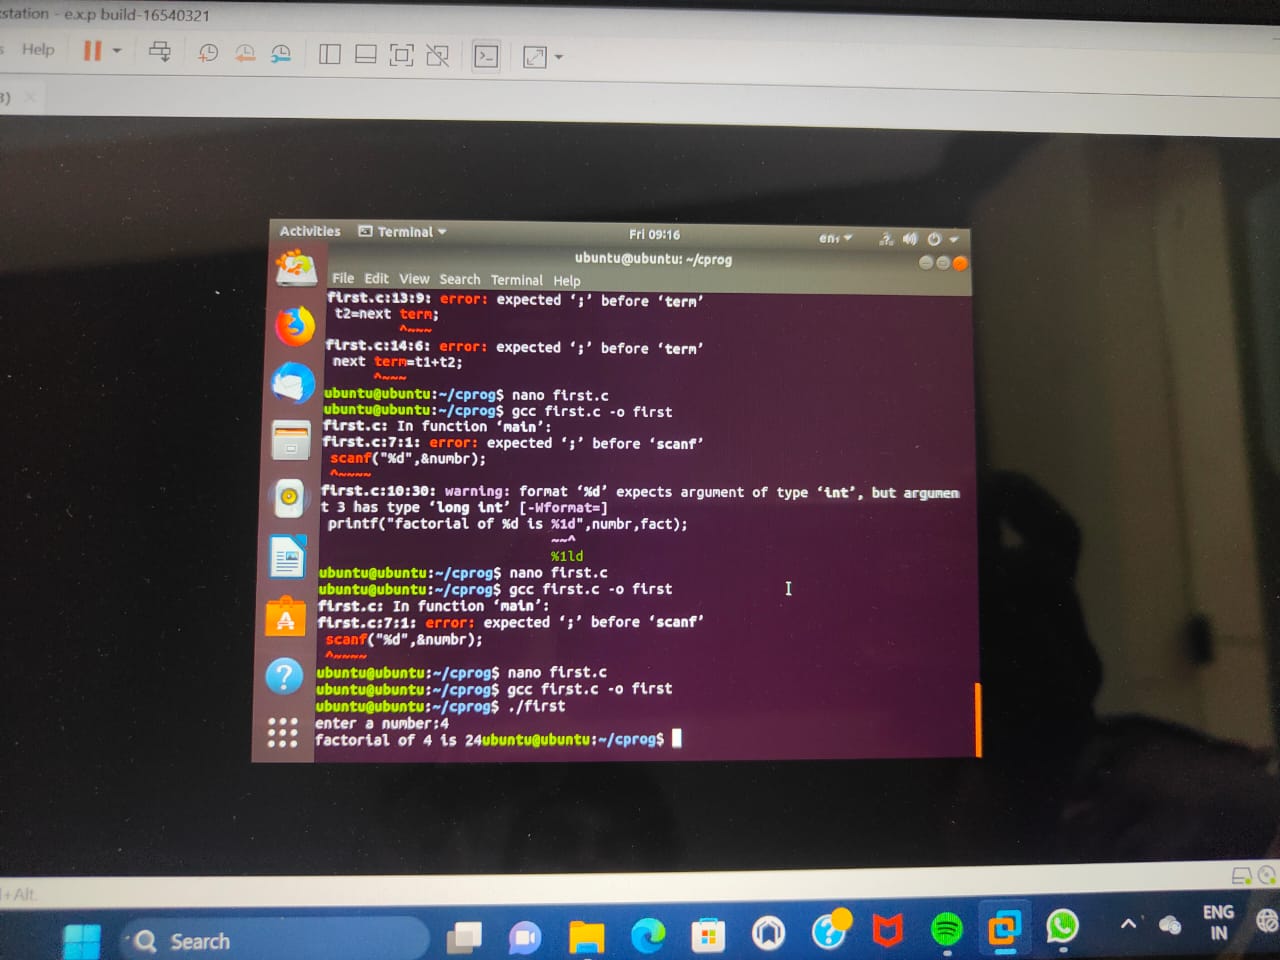 station - e.x.p build-16540321
Help
Activities Terminal Fri 09:16 en₁
ubuntu@ubuntu: ~/cprog
File Edit View Search Terminal Help
first.c:13:9: error: expected ‘;’ before ‘term’
t2=next term;
^~~~
first.c:14:6: error: expected ‘;’ before ‘term’
next term=t1+t2;
^~~~
ubuntu@ubuntu:~/cprog$ nano first.c
ubuntu@ubuntu:~/cprog$ gcc first.c -o first
first.c: In function ‘main’:
first.c:7:1: error: expected ‘;’ before ‘scanf’
scanf("%d",&numbr);
^~~~~
first.c:10:30: warning: format ‘%d’ expects argument of type ‘int’, but argumen
t 3 has type ‘long int’ [-Wformat=]
printf("factorial of %d is %1d",numbr,fact);
~~^
%1ld
ubuntu@ubuntu:~/cprog$ nano first.c
ubuntu@ubuntu:~/cprog$ gcc first.c -o first
first.c: In function ‘main’:
first.c:7:1: error: expected ‘;’ before ‘scanf’
scanf("%d",&numbr);
^~~~~
ubuntu@ubuntu:~/cprog$ nano first.c
ubuntu@ubuntu:~/cprog$ gcc first.c -o first
ubuntu@ubuntu:~/cprog$ ./first
enter a number:4
factorial of 4 is 24ubuntu@ubuntu:~/cprog$
+Alt.
Search
ENG
IN